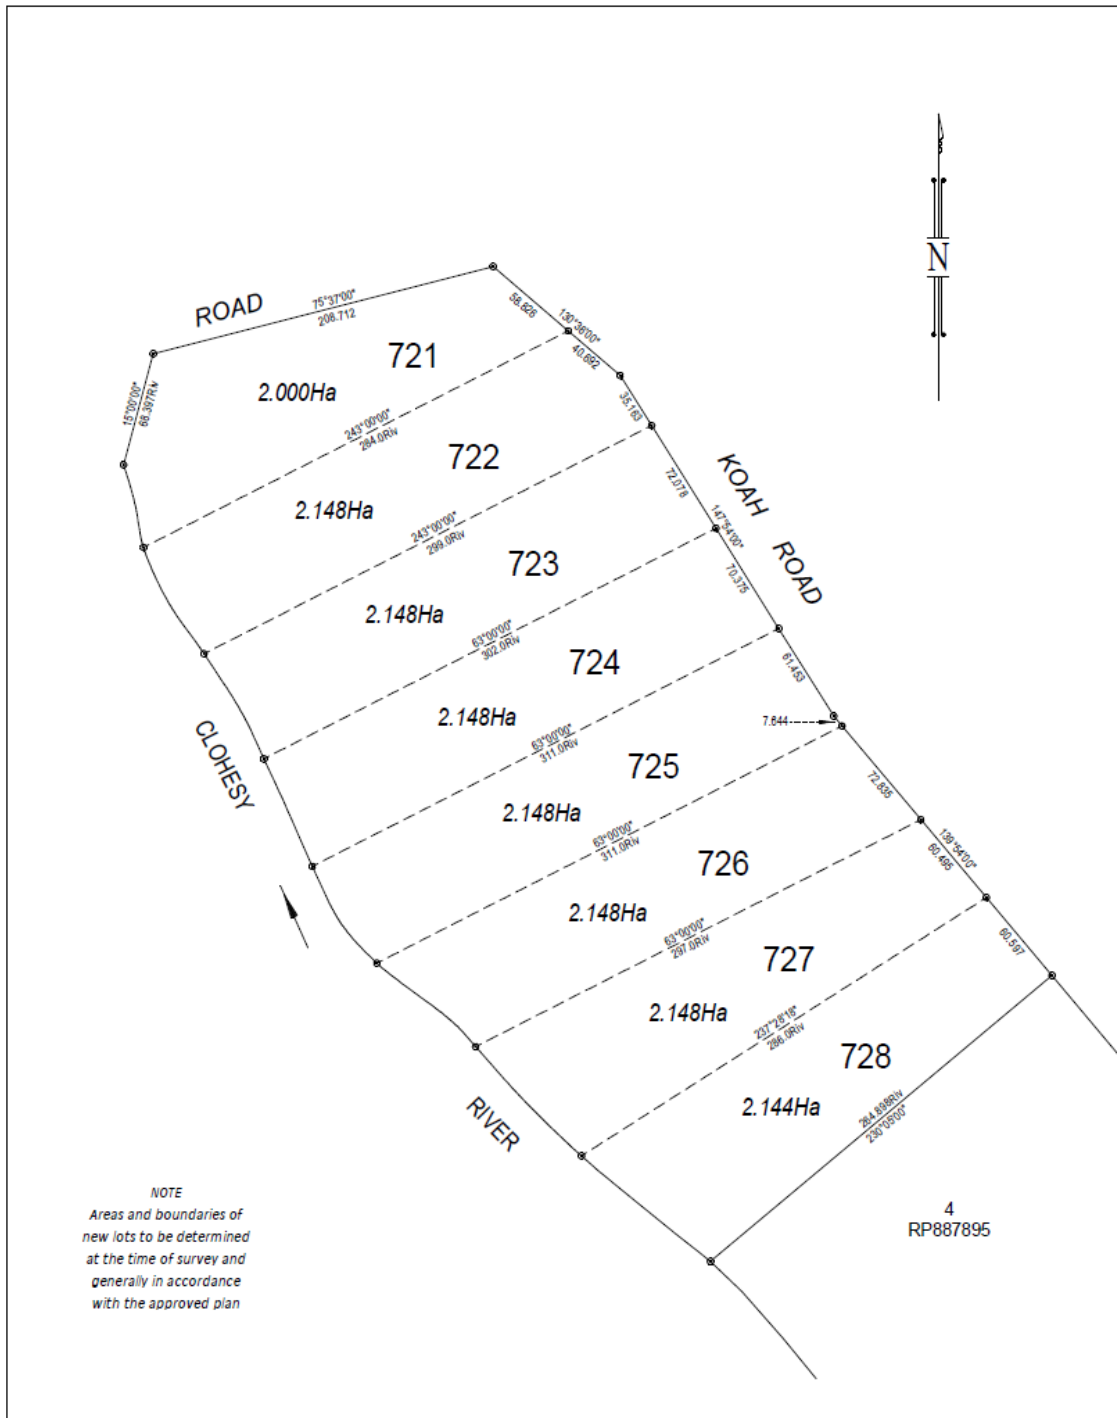 N
ROAD
75°37'00"
208.712
58.826
130°36'00"
40.692
721
2.000Ha
15°00'00"
68.397Riv
35.163
243°00'00"
284.0Riv
722
2.148Ha
72.078
KOAH ROAD
147°54'00"
243°00'00"
299.0Riv
723
2.148Ha
70.375
63°00'00"
302.0Riv
724
2.148Ha
61.453
7.644
63°00'00"
311.0Riv
725
2.148Ha
72.835
CLOHESY
63°00'00"
311.0Riv
726
2.148Ha
139°54'00"
60.495
63°00'00"
297.0Riv
727
2.148Ha
60.597
237°28'18"
286.0Riv
728
2.144Ha
RIVER
264.898Riv
230°05'00"
4
RP887895
NOTE
Areas and boundaries of
new lots to be determined
at the time of survey and
generally in accordance
with the approved plan